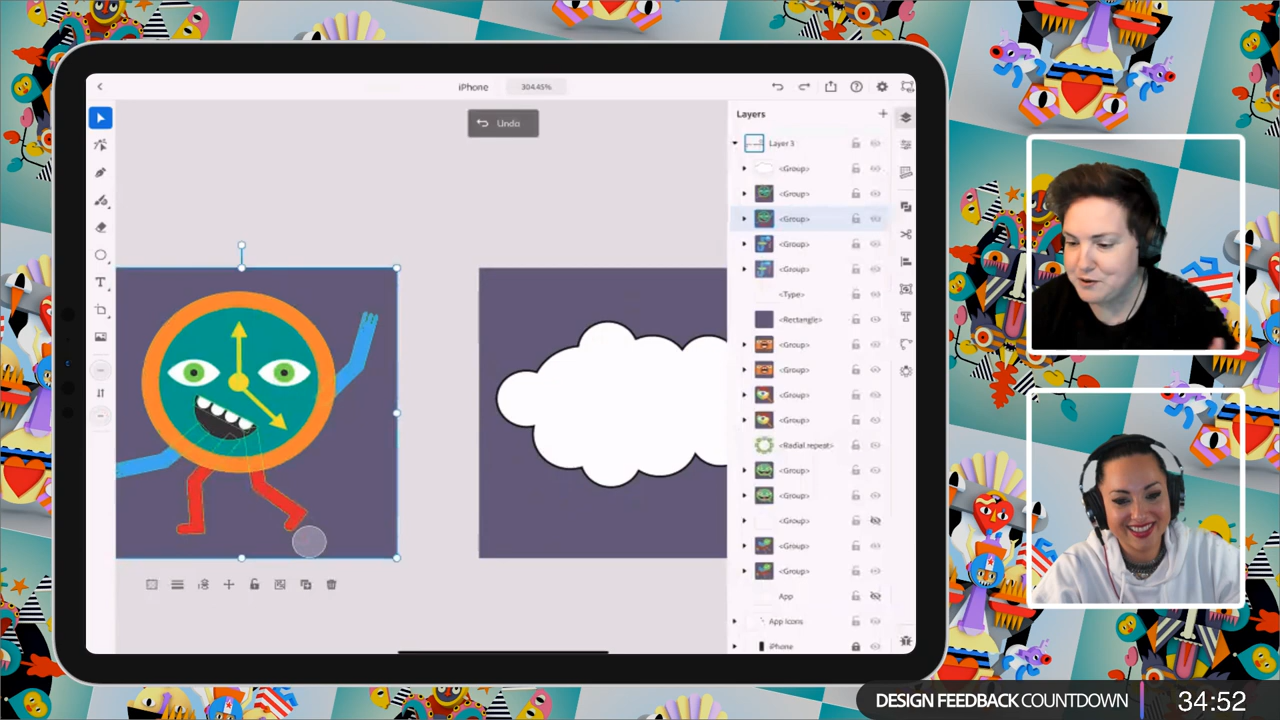 iPhone
304.45%
Undo
Layers
Layer 3
<Group>
<Group>
<Group>
<Group>
<Group>
<Type>
<Rectangle>
<Group>
<Group>
<Group>
<Group>
<Radial repeat>
<Group>
<Group>
<Group>
<Group>
<Group>
App
App Icons
iPhone
DESIGN FEEDBACK COUNTDOWN
34:52